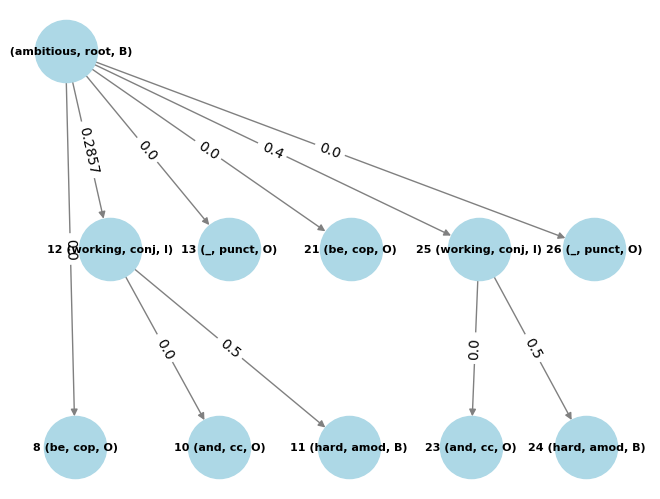 (ambitious, root, B)
0.2857
0.0
0.0
0.4
0.0
0.0
12 (working, conj, I)
13 (_, punct, O)
21 (be, cop, O)
25 (working, conj, I)
26 (_, punct, O)
0.0
0.5
0.0
0.5
8 (be, cop, O)
10 (and, cc, O)
11 (hard, amod, B)
23 (and, cc, O)
24 (hard, amod, B)